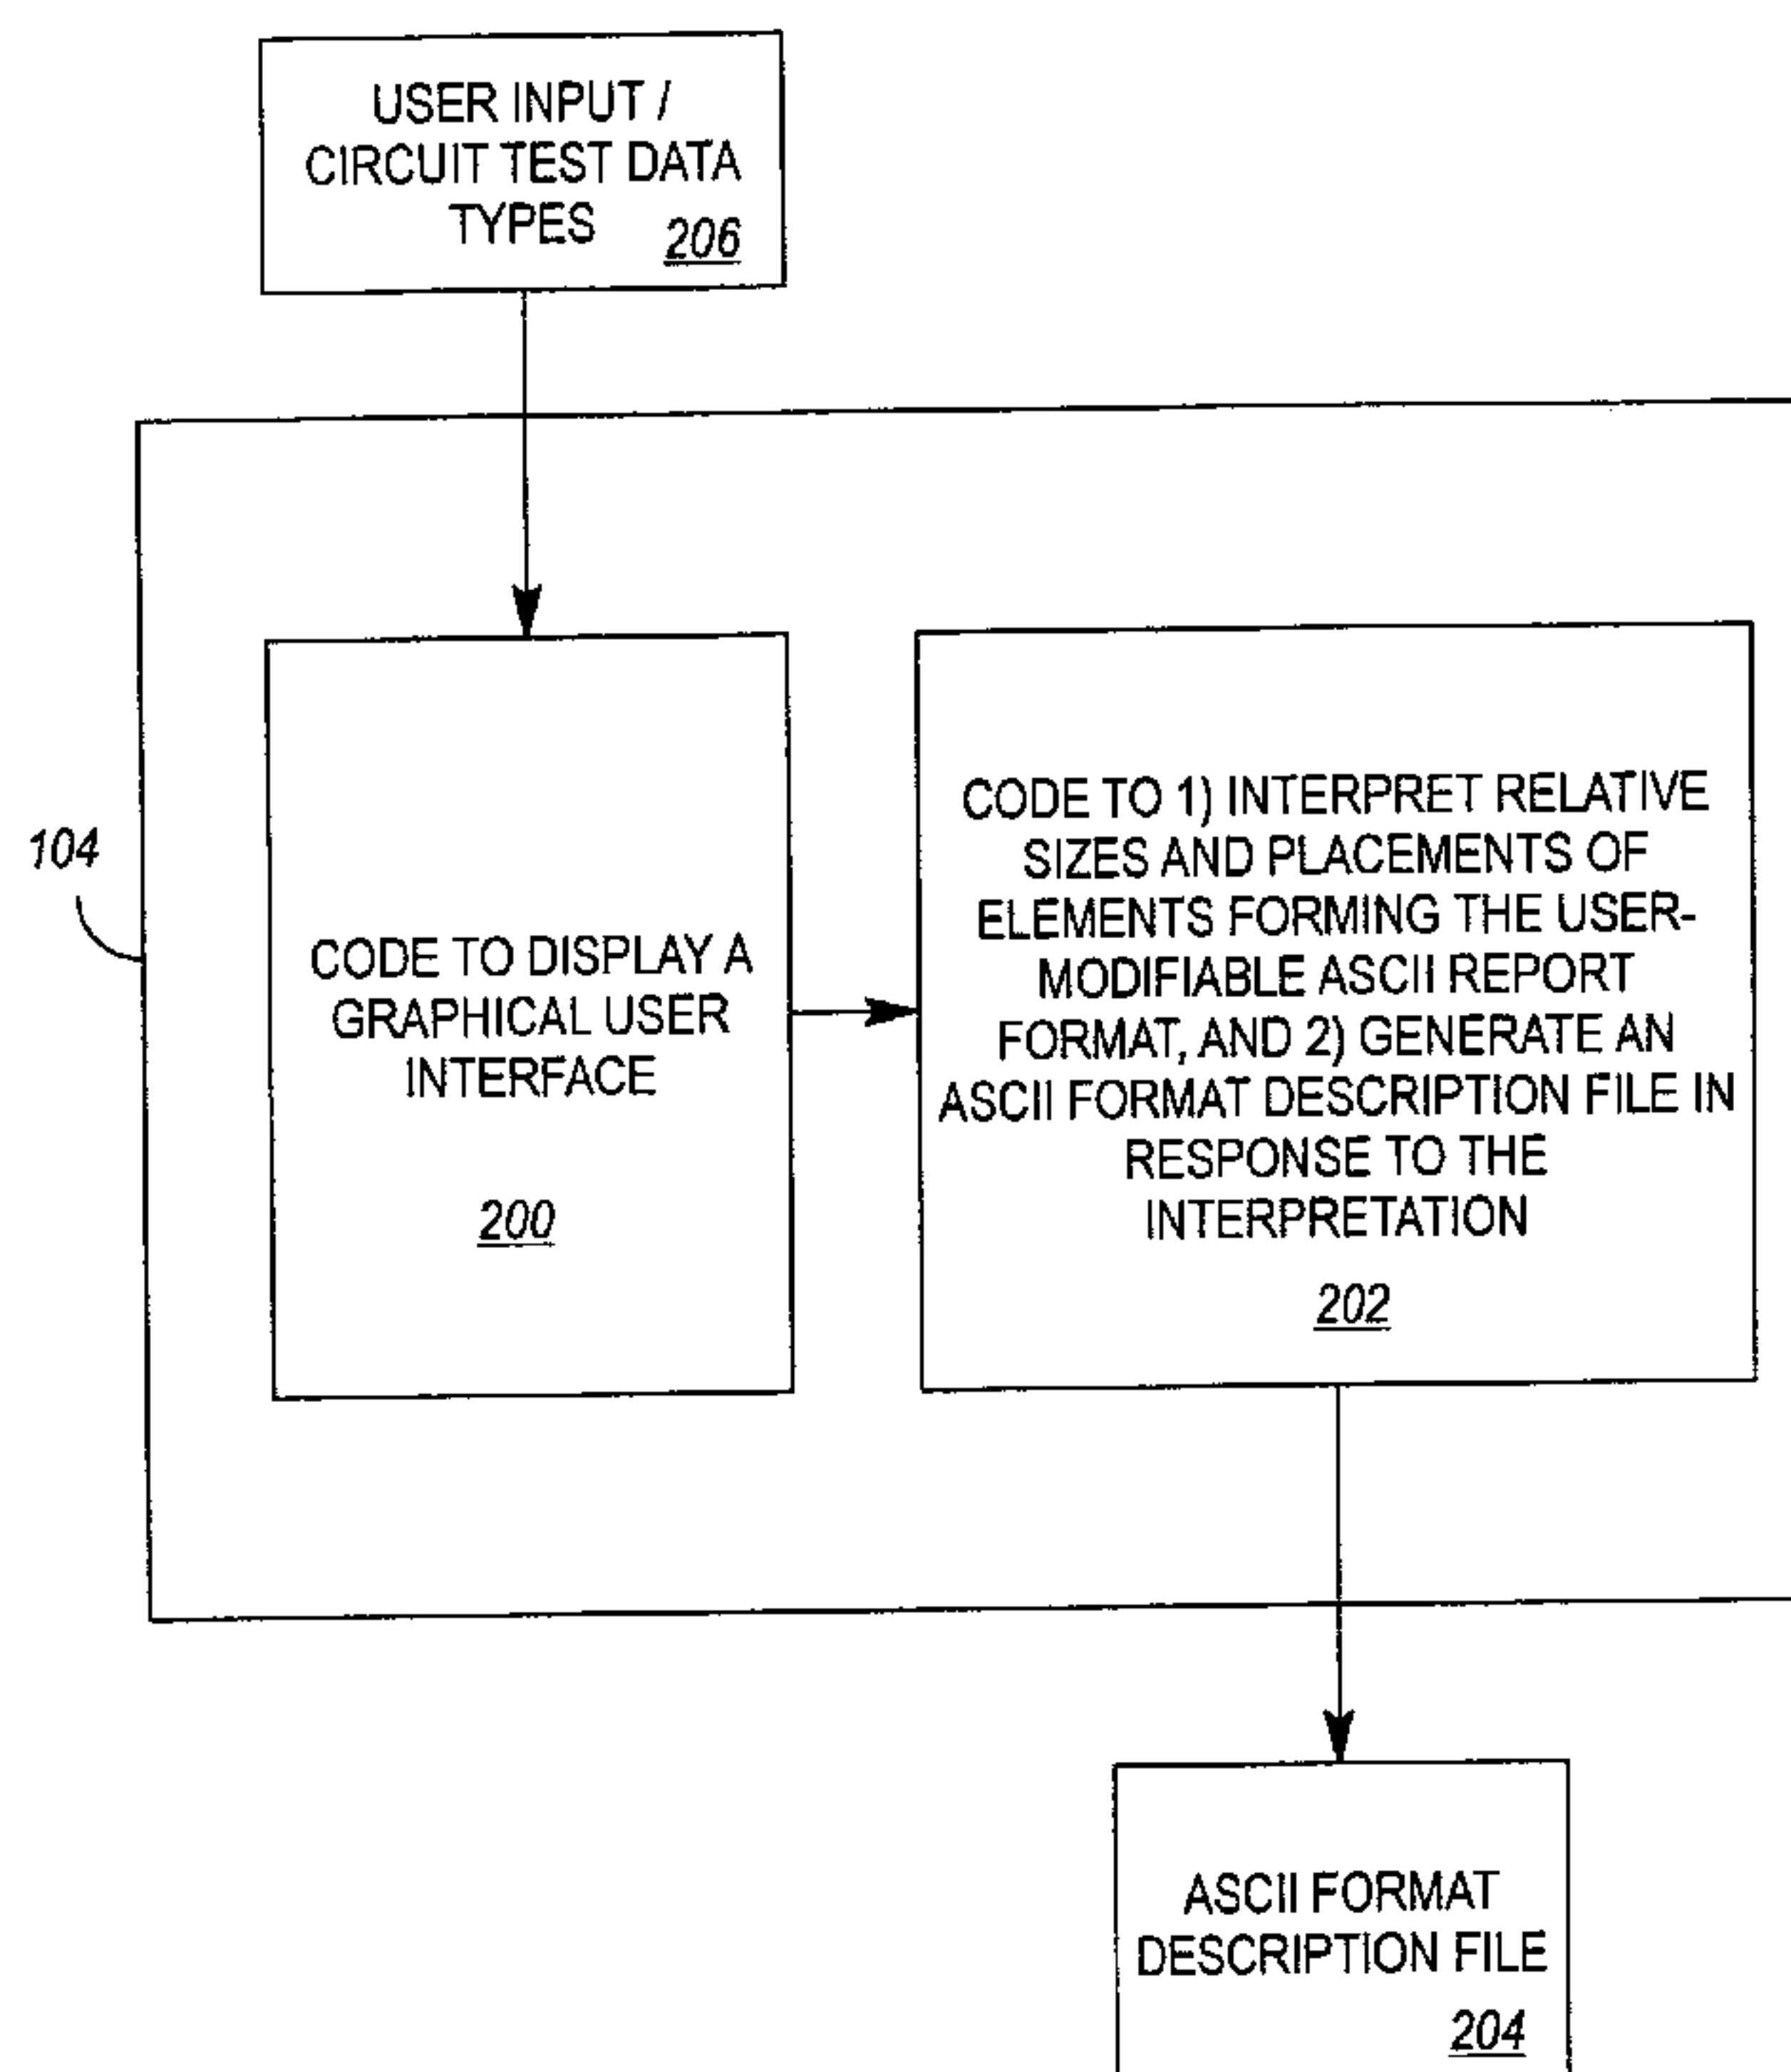 USER INPUT /
CIRCUIT TEST DATA
TYPES 206
104
CODE TO DISPLAY A
GRAPHICAL USER
INTERFACE
200
CODE TO 1) INTERPRET RELATIVE
SIZES AND PLACEMENTS OF
ELEMENTS FORMING THE USER-
MODIFIABLE ASCII REPORT
FORMAT, AND 2) GENERATE AN
ASCII FORMAT DESCRIPTION FILE IN
RESPONSE TO THE
INTERPRETATION
202
ASCII FORMAT
DESCRIPTION FILE
204